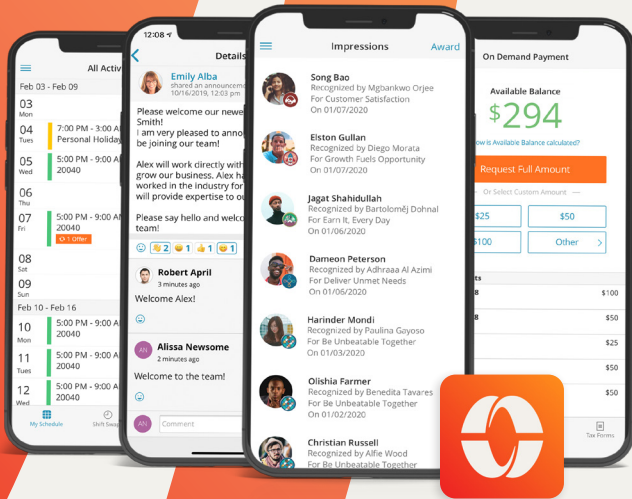 All Activ
Feb 03 - Feb 09
03
Mon
04
Tues
7:00 PM - 3:00 A
Personal Holiday
05
Wed
5:00 PM - 9:00 A
20040
06
Thu
07
Fri
5:00 PM - 9:00 A
20040
1 Offer
08
Sat
09
Sun
Feb 10 - Feb 16
10
Mon
5:00 PM - 9:00 A
20040
11
Tues
5:00 PM - 9:00 A
20040
12
Wed
5:00 PM - 9:00 A
20040
My Schedule
Shift Swap
12:08
Details
Emily Alba
shared an announceme
10/16/2019, 12:03 pm
Please welcome our newe
Smith!
I am very pleased to anno
be joining our team!
Alex will work directly with
grow our business. Alex ha
worked in the industry for
will provide expertise to ou
Please say hello and welco
team!
2
1
1
1
Robert April
3 minutes ago
Welcome Alex!
AN
Alissa Newsome
2 minutes ago
Welcome to the team!
AN
Comment
Impressions
Award
Song Bao
Recognized by Mgbankwo Orjee
For Customer Satisfaction
On 01/07/2020
Elston Gullan
Recognized by Diego Morata
For Growth Fuels Opportunity
On 01/07/2020
Jagat Shahidullah
Recognized by Bartoloměj Dohnal
For Earn It, Every Day
On 01/06/2020
Dameon Peterson
Recognized by Adhraaa Al Azimi
For Deliver Unmet Needs
On 01/06/2020
Harinder Mondi
Recognized by Paulina Gayoso
For Be Unbeatable Together
On 01/03/2020
Olishia Farmer
Recognized by Benedita Tavares
For Be Unbeatable Together
On 01/02/2020
Christian Russell
Recognized by Alfie Wood
For Be Unbeatable Together
On Demand Payment
Available Balance
$294
ow is Available Balance calculated?
Request Full Amount
Or Select Custom Amount
$25
$50
$100
Other
ts
8
$100
8
$50
$25
$50
$50
Tax Forms